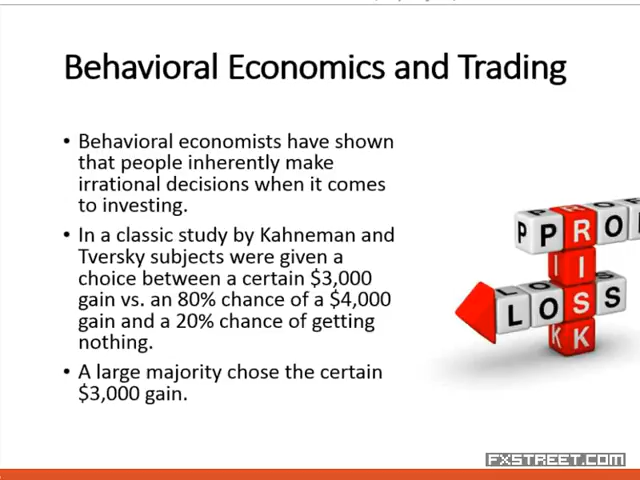 Behavioral Economics and Trading
• Behavioral economists have shown
that people inherently make
irrational decisions when it comes
to investing.
• In a classic study by Kahneman and
Tversky subjects were given a
choice between a certain $3,000
gain vs. an 80% chance of a $4,000
gain and a 20% chance of getting
nothing.
• A large majority chose the certain
$3,000 gain.
PRO
RISK
LOSS
FXSTREET.COM